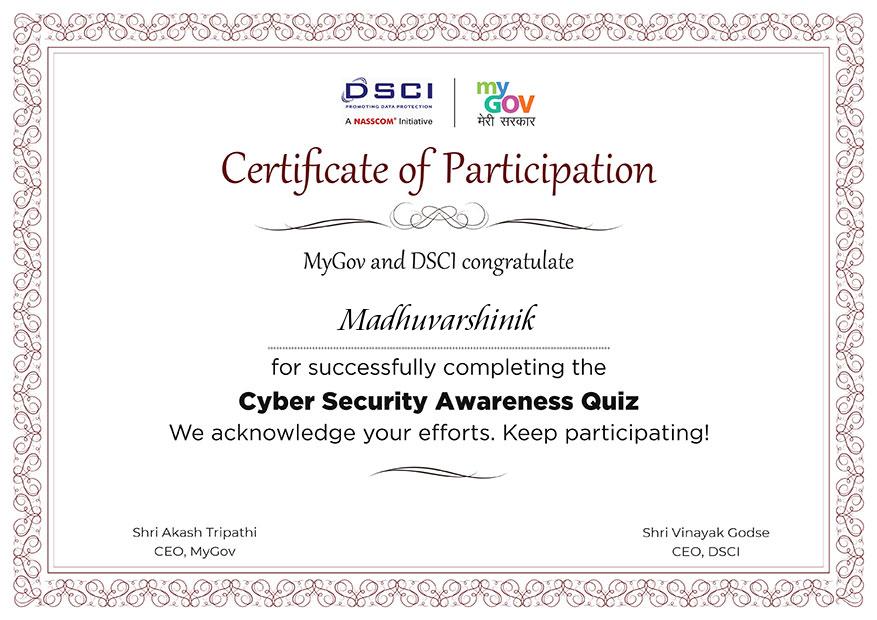 DSCI
PROMOTING DATA PROTECTION
A NASSCOM® Initiative
my
GOV
मेरी सरकार
Certificate of Participation
MyGov and DSCI congratulate
Madhuvarshinik
for successfully completing the
Cyber Security Awareness Quiz
We acknowledge your efforts. Keep participating!
Shri Akash Tripathi
CEO, MyGov
Shri Vinayak Godse
CEO, DSCI